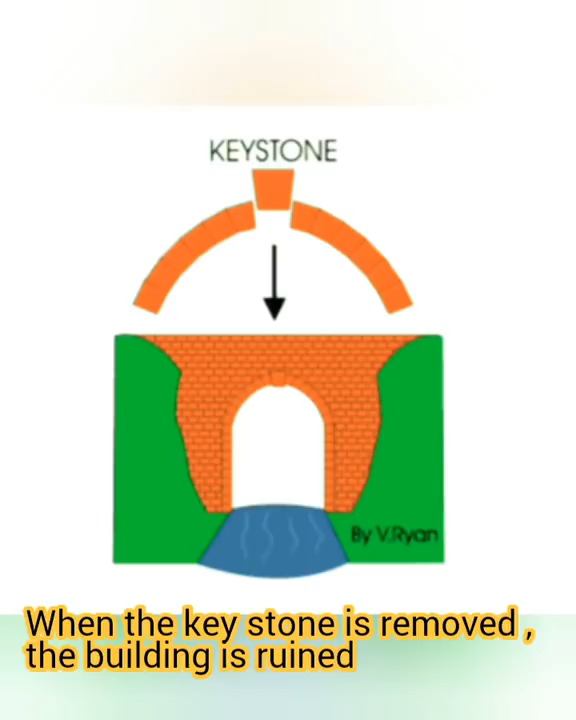 KEYSTONE
By V.Ryan
When the key stone is removed ,
the building is ruined